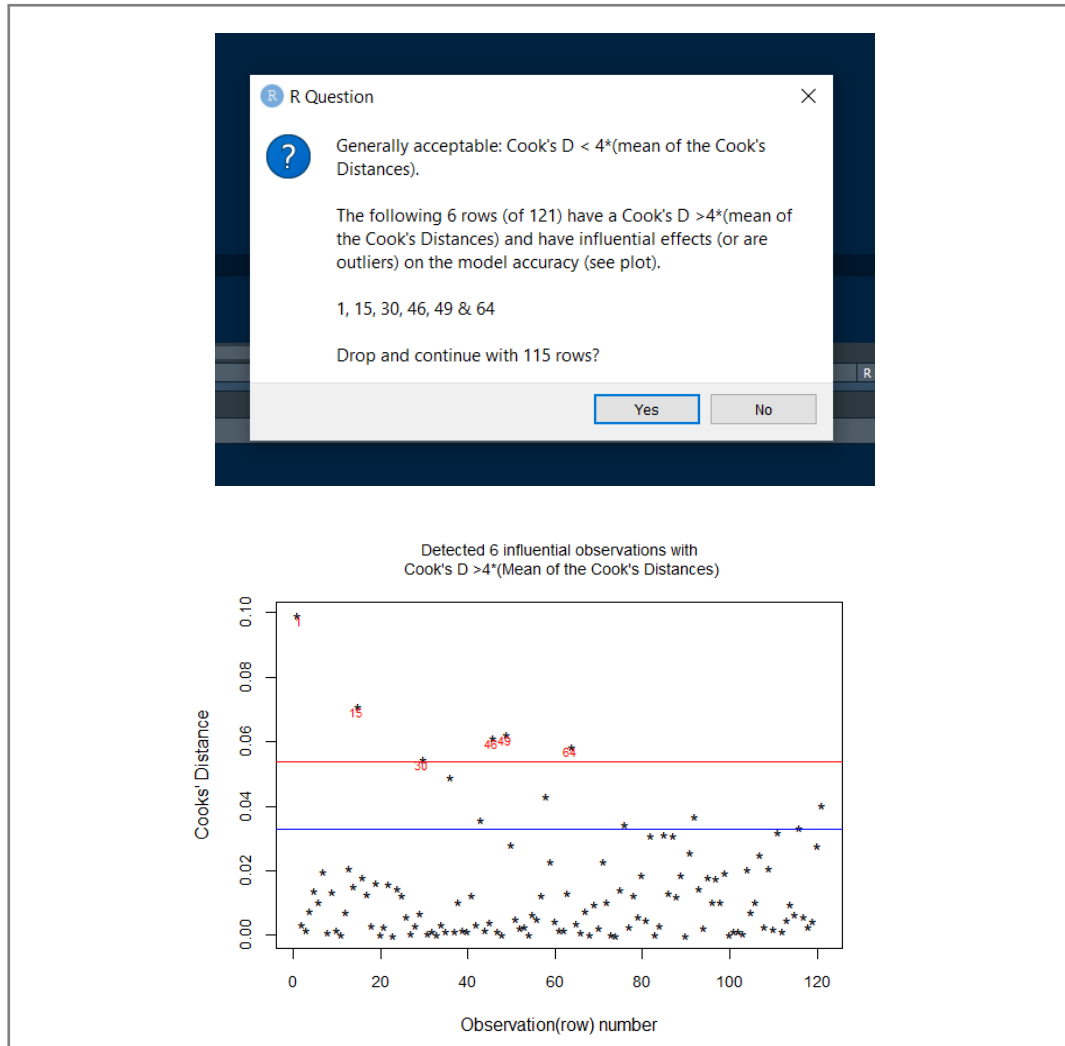 R R Question
Generally acceptable: Cook's D < 4*(mean of the Cook's
Distances).
The following 6 rows (of 121) have a Cook's D >4*(mean of
the Cook's Distances) and have influential effects (or are
outliers) on the model accuracy (see plot).
1, 15, 30, 46, 49 & 64
Drop and continue with 115 rows?
R
?
Yes No
Detected 6 influential observations with
Cook's D >4*(Mean of the Cook's Distances)
Cooks' Distance
0.10
0.08
0.06
0.04
0.02
0.00
1
15
30
46
49
64
0 20 40 60 80 100 120
Observation(row) number